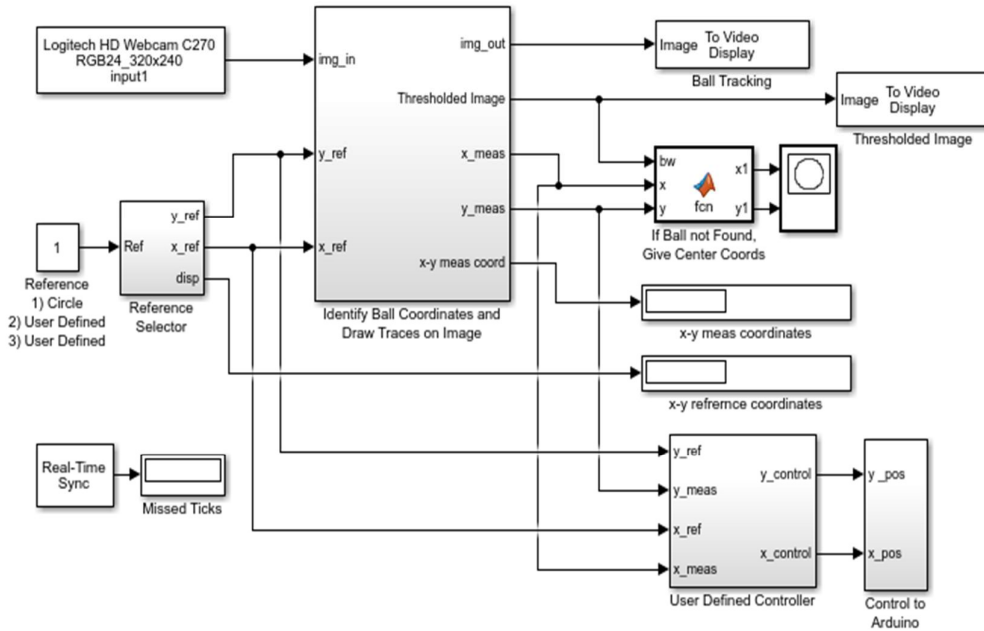 Logitech HD Webcam C270
RGB24_320x240
input1
img_in
y_ref
x_ref
img_out
Thresholded Image
x_meas
y_meas
x-y meas coord
Identify Ball Coordinates and
Draw Traces on Image
Image
To Video
Display
Ball Tracking
Image
To Video
Display
Thresholded Image
bw
x
y
fcn
x1
y1
If Ball not Found,
Give Center Coords
1
Reference
1) Circle
2) User Defined
3) User Defined
Ref
y_ref
x_ref
disp
Reference
Selector
x-y meas coordinates
x-y refrernce coordinates
Real-Time
Sync
Missed Ticks
y_ref
y_meas
x_ref
x_meas
y_control
x_control
User Defined Controller
y _pos
x_pos
Control to
Arduino